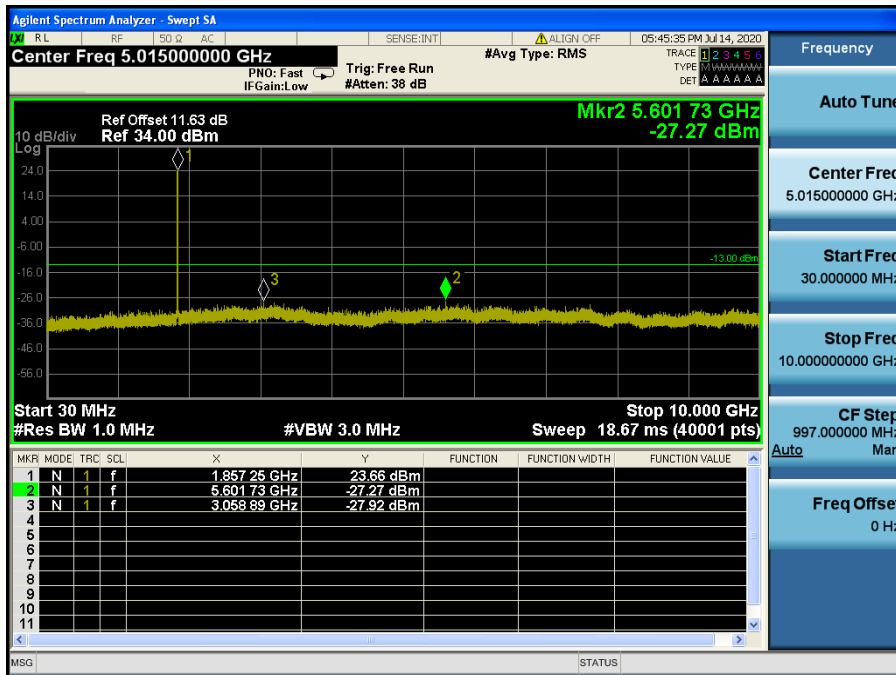 Agilent Spectrum Analyzer - Swept SA
LXI RL RF 50 Ω AC SENSE:INT ALIGN OFF 05:45:35 PM Jul 14, 2020
Center Freq 5.015000000 GHz
#Avg Type: RMS
TRACE 1 2 3 4 5 6
PNO: Fast Trig: Free Run
TYPE M W W W W W
IFGain:Low #Atten: 38 dB
DET A A A A A A
Frequency
Auto Tune
Center Freq
5.015000000 GHz
Start Freq
30.000000 MHz
Stop Freq
10.000000000 GHz
CF Step
997.000000 MHz
Auto Man
Freq Offset
0 Hz
Mkr2 5.601 73 GHz
-27.27 dBm
Ref Offset 11.63 dB
10 dB/div Ref 34.00 dBm
Log
24.0
14.0
4.00
-6.00
-16.0
-26.0
-36.0
-46.0
-56.0
1
3
2
-13.00 dBm
Start 30 MHz Stop 10.000 GHz
#Res BW 1.0 MHz #VBW 3.0 MHz Sweep 18.67 ms (40001 pts)
MKR MODE TRC SCL X Y FUNCTION FUNCTION WIDTH FUNCTION VALUE
1 N 1 f 1.857 25 GHz 23.66 dBm
2 N 1 f 5.601 73 GHz -27.27 dBm
3 N 1 f 3.058 89 GHz -27.92 dBm
4
5
6
7
8
9
10
11
MSG STATUS